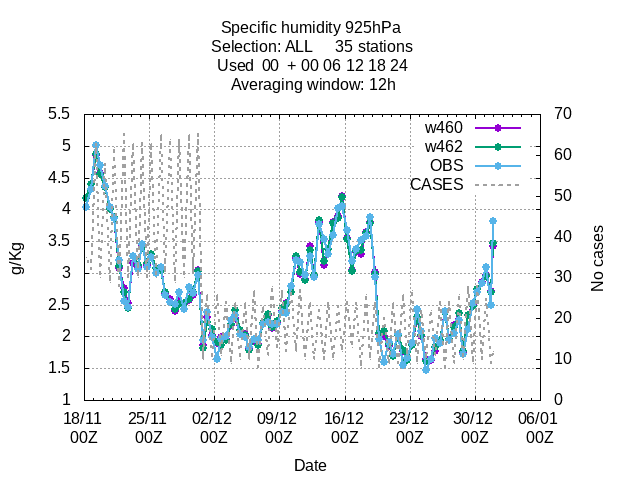 Specific humidity 925hPa
Selection: ALL     35 stations
Used  00  + 00 06 12 18 24
Averaging window: 12h
5.5
5
4.5
4
3.5
3
2.5
2
1.5
1
g/Kg
70
60
50
40
30
20
10
0
No cases
w460
w462
OBS
CASES
18/11 25/11 02/12 09/12 16/12 23/12 30/12 06/01
00Z 00Z 00Z 00Z 00Z 00Z 00Z 00Z
Date